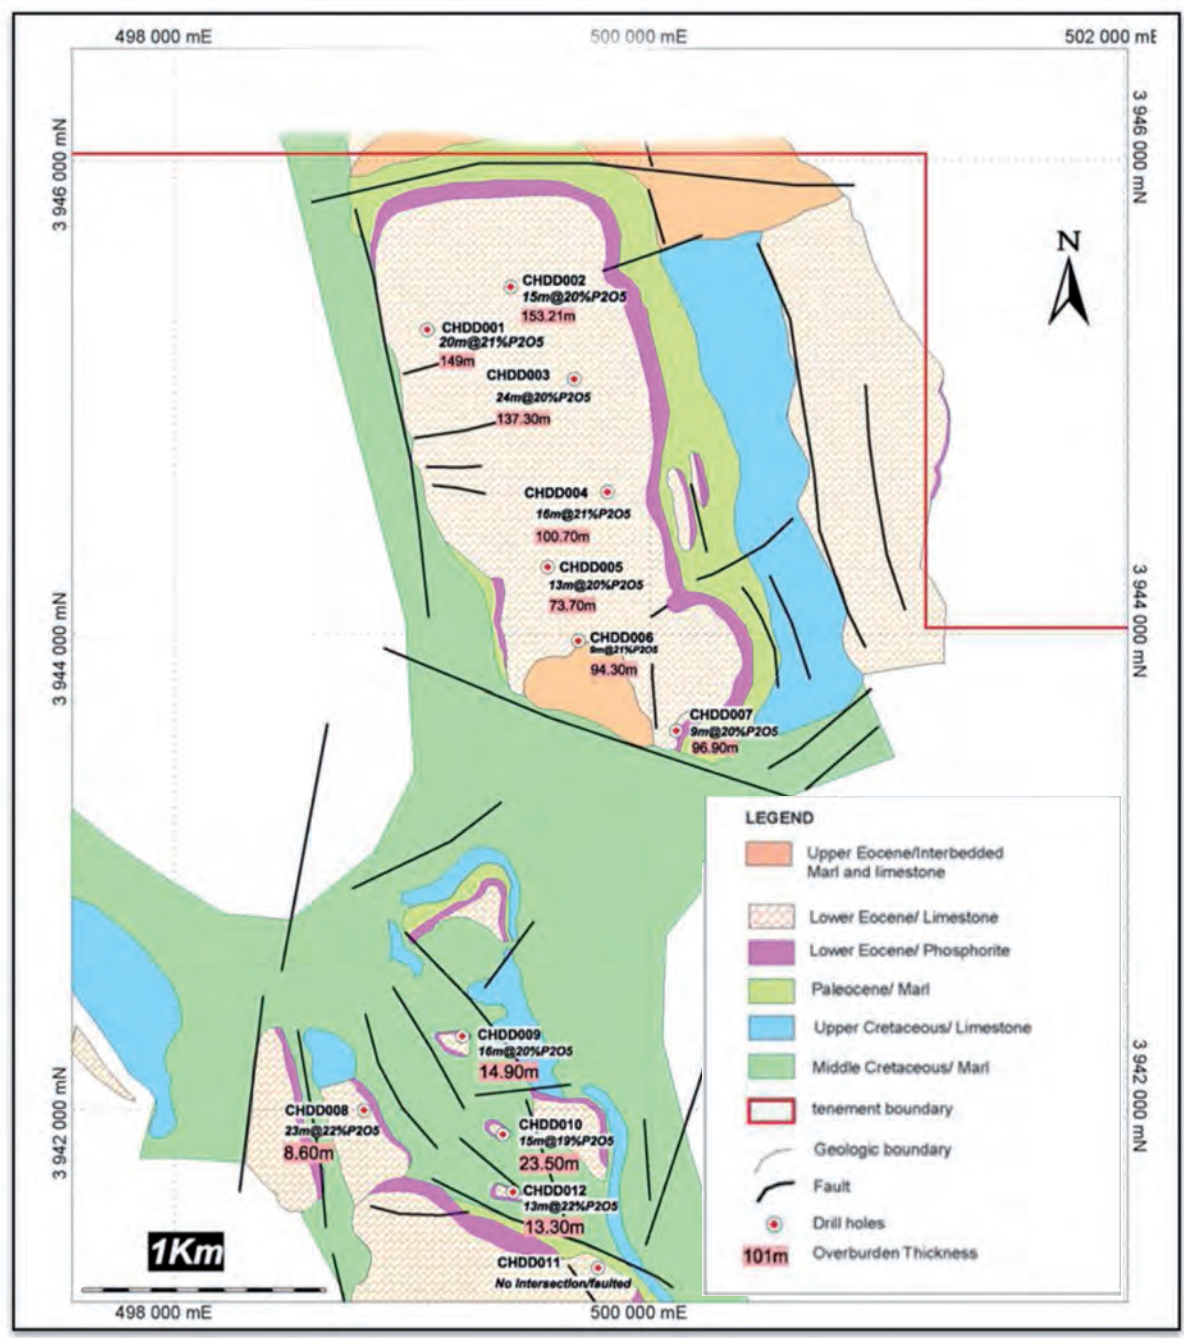 498 000 mE
500 000 mE
502 000 mE
3 946 000 mN
3 946 000 mN
N
CHDD002
15m@20%P2O5
153.21m
CHDD001
20m@21%P2O5
149m
CHDD003
24m@20%P2O5
137.30m
CHDD004
16m@21%P2O5
100.70m
CHDD005
13m@20%P2O5
73.70m
3 944 000 mN
3 944 000 mN
CHDD006
9m@21%P2O5
94.30m
CHDD007
9m@20%P2O5
96.90m
LEGEND
Upper Eocene/Interbedded
Marl and limestone
Lower Eocene/ Limestone
Lower Eocene/ Phosphorite
Paleocene/ Marl
Upper Cretaceous/ Limestone
Middle Cretaceous/ Marl
tenement boundary
Geologic boundary
Fault
Drill holes
101m Overburden Thickness
CHDD009
16m@20%P2O5
14.90m
3 942 000 mN
3 942 000 mN
CHDD008
23m@22%P2O5
8.60m
CHDD010
15m@19%P2O5
23.50m
CHDD012
13m@22%P2O5
13.30m
CHDD011
No Intersection/faulted
1Km
498 000 mE
500 000 mE